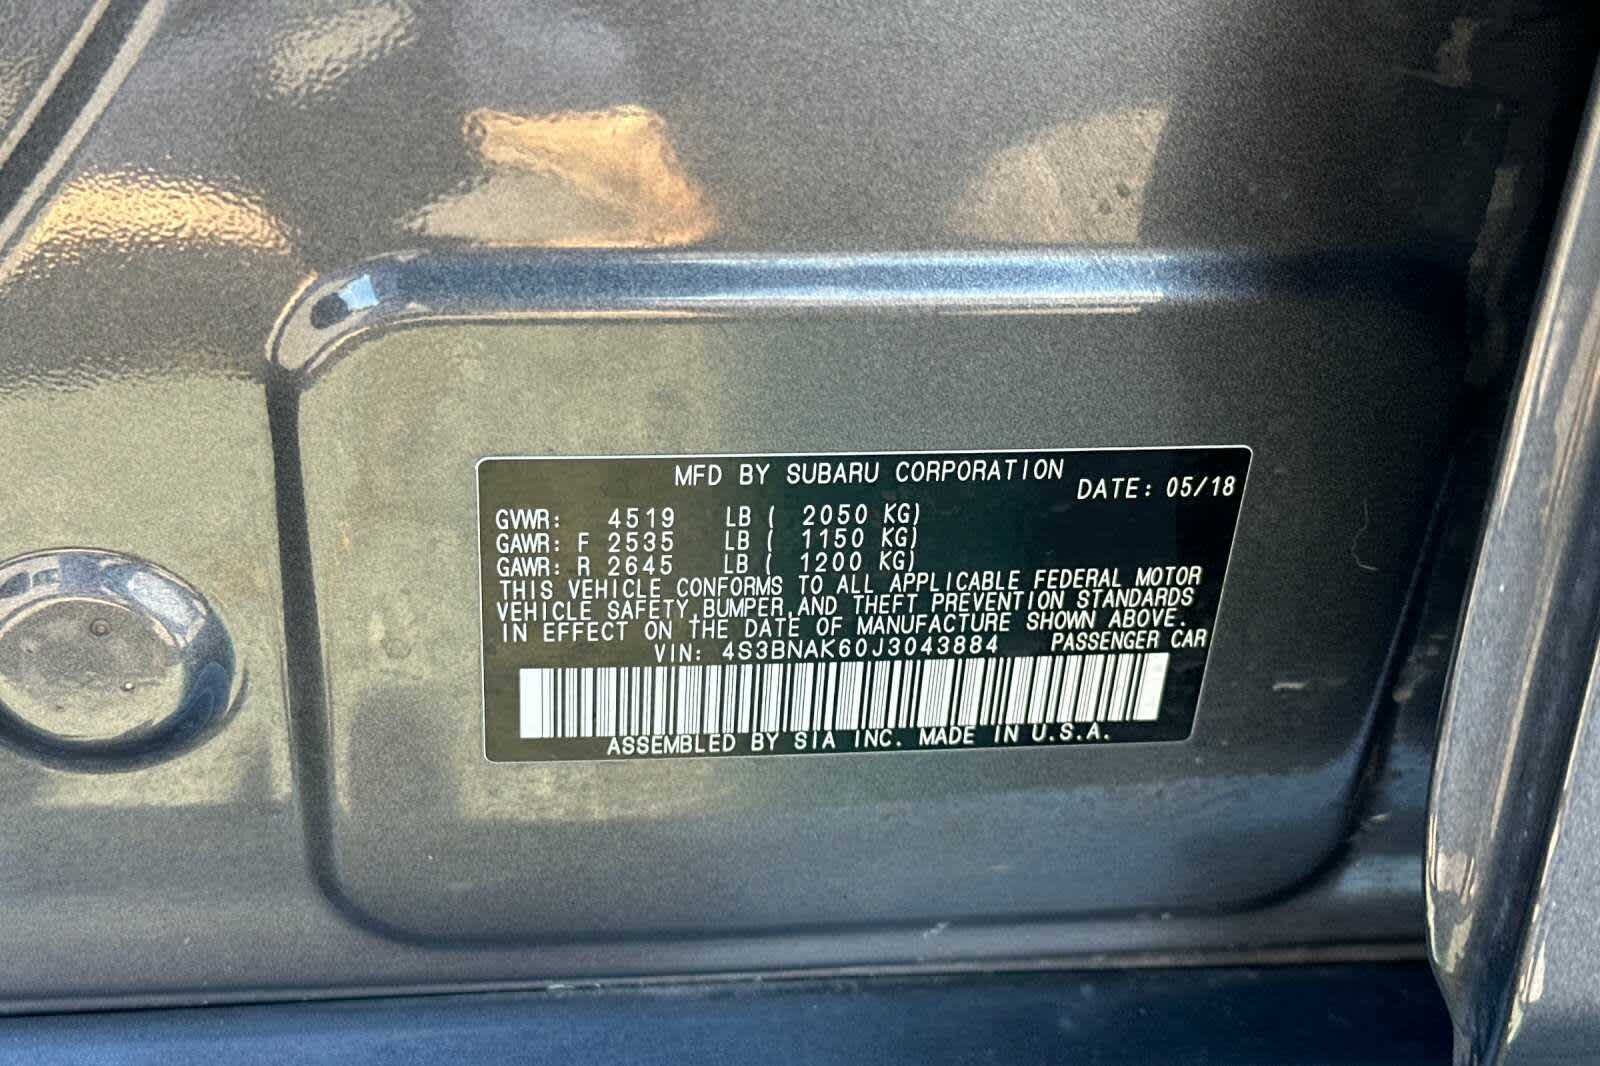 MFD BY SUBARU CORPORATION
DATE: 05/18
GVWR: 4519 LB ( 2050 KG)
GAWR: F 2535 LB ( 1150 KG)
GAWR: R 2645 LB ( 1200 KG)
THIS VEHICLE CONFORMS TO ALL APPLICABLE FEDERAL MOTOR
VEHICLE SAFETY,BUMPER,AND THEFT PREVENTION STANDARDS
IN EFFECT ON tHE DATE OF MANUFACTURE SHOWN ABOVE.
VIN: 4S3BNAK60J3043884 PASSENGER CAR
ASSEMBLED BY SIA INC. MADE IN U.S.A.